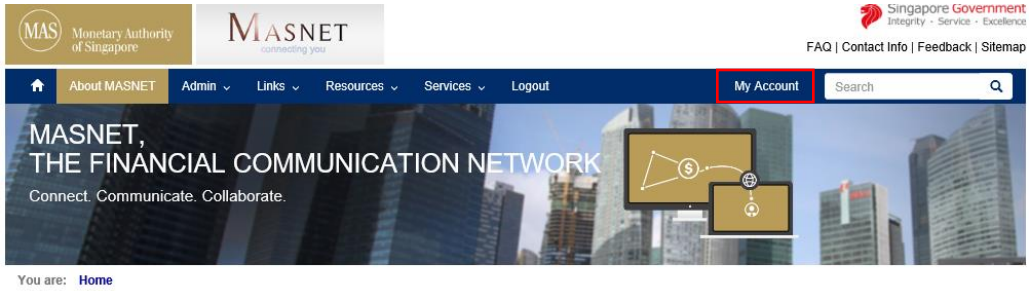 MAS
Monetary Authority
of Singapore
MASNET
connecting you
Singapore Government
Integrity · Service · Excellence
FAQ | Contact Info | Feedback | Sitemap
About MASNET Admin Links Resources Services Logout My Account Search
MASNET,
THE FINANCIAL COMMUNICATION NETWORK
Connect. Communicate. Collaborate.
$
You are: Home